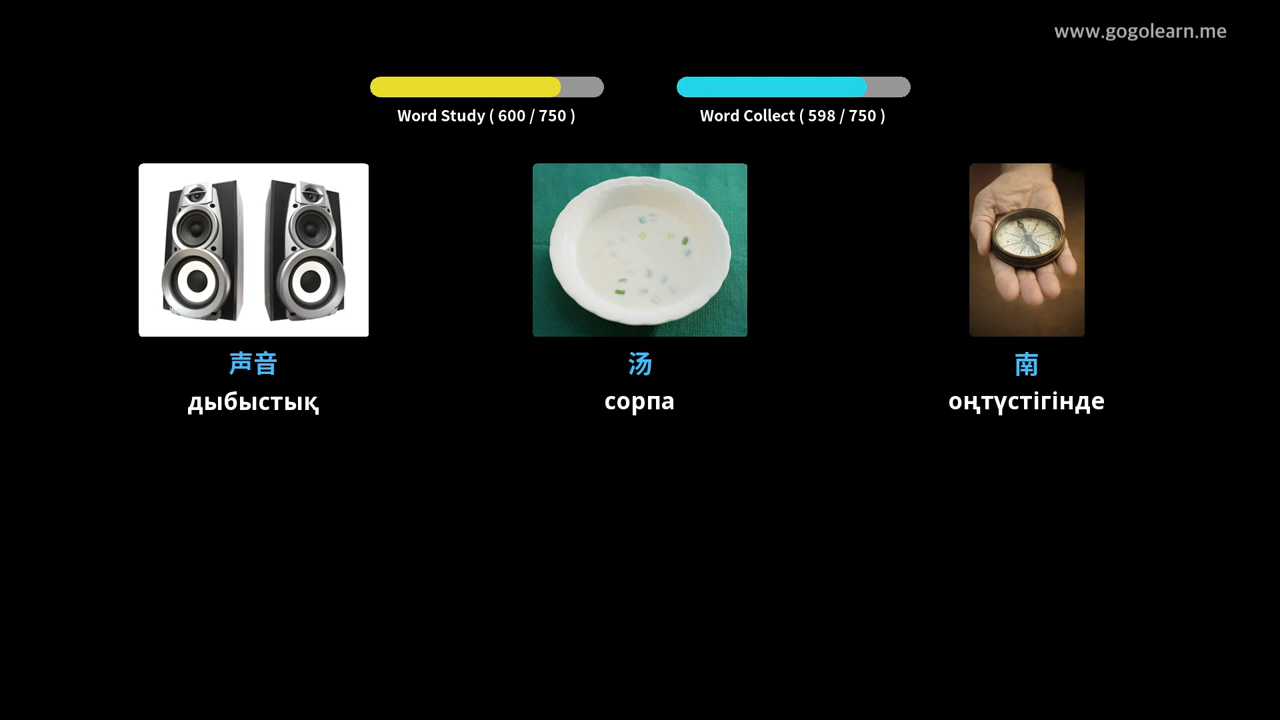 www.gogolearn.me
Word Study ( 600 / 750 )
Word Collect ( 598 / 750 )
声音
汤
南
дыбыстық
сорпа
оңтүстігінде